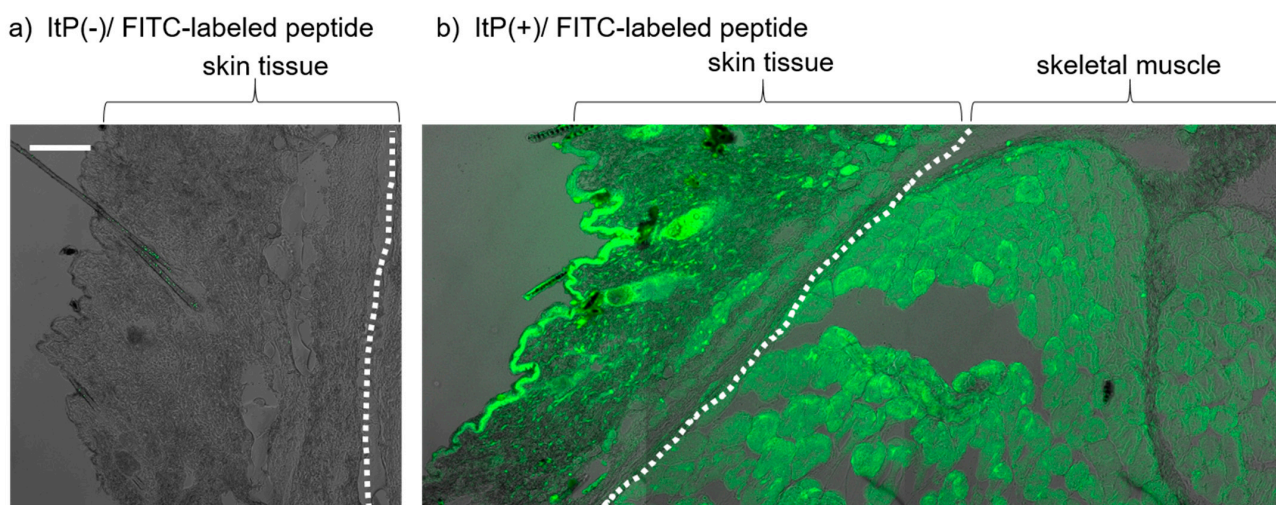 a) ItP(-)/ FITC-labeled peptide
skin tissue
b) ItP(+)/ FITC-labeled peptide
skin tissue
skeletal muscle